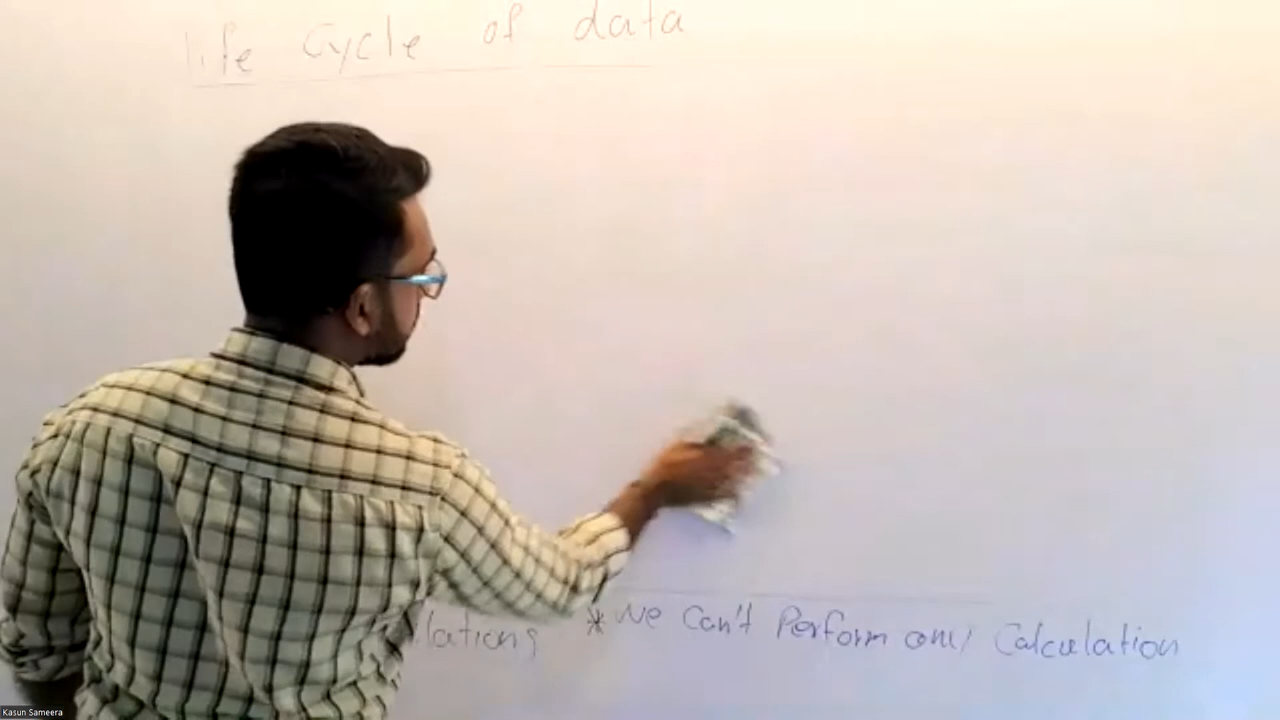 life Cycle of data
lations * We Can't Perform any Calculation
Kasun Sameera